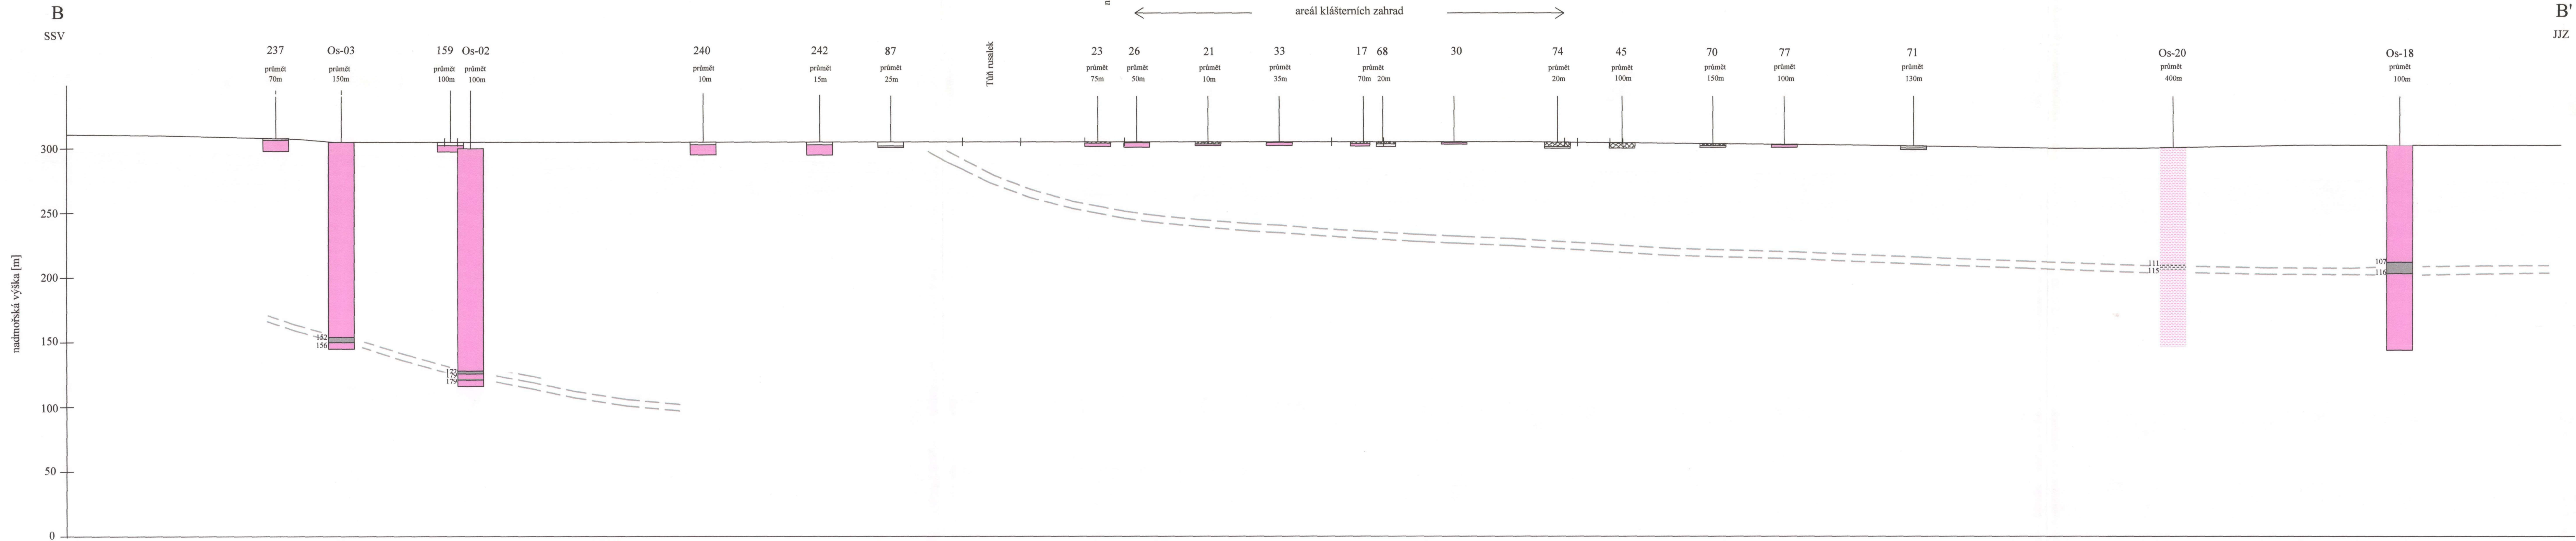 B
areál klášterních zahrad
B'
SSV
JJZ
237 Os-03 159 Os-02 240 242 87 Tůň rusalek 23 26 21 33 17 68 30 74 45 70 77 71 Os-20 Os-18
průmět průmět průmět průmět průmět průmět průmět průmět průmět průmět průmět průmět průmět průmět průmět průmět průmět průmět průmět
70m 150m 100m 100m 10m 15m 25m 75m 50m 10m 35m 70m 20m 20m 100m 150m 100m 130m 400m 100m
300
250
200
150
100
50
0
nadmořská výška [m]
152
156
179
179
111
115
107
116